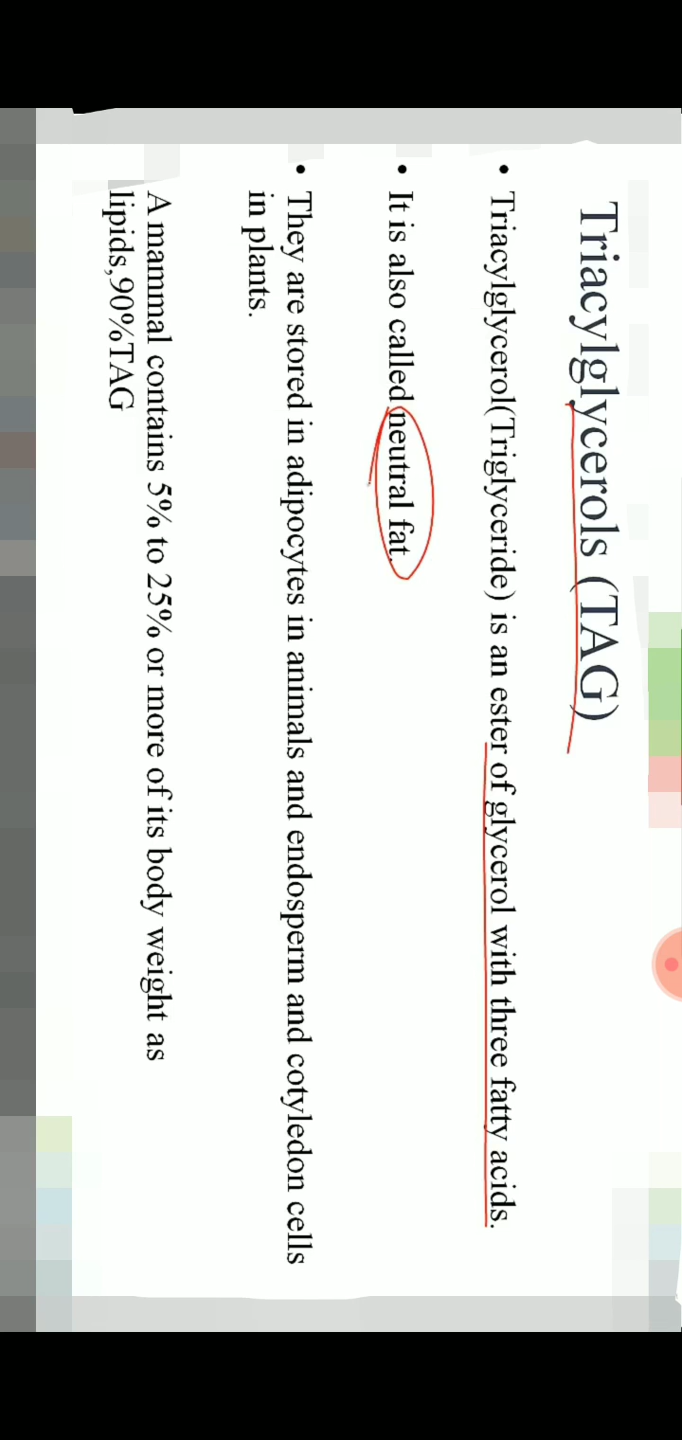 Triacylglycerols (TAG)
• Triacylglycerol(Triglyceride) is an ester of glycerol with three fatty acids.
• It is also called neutral fat.
• They are stored in adipocytes in animals and endosperm and cotyledon cells
in plants.
A mammal contains 5% to 25% or more of its body weight as
lipids,90%TAG